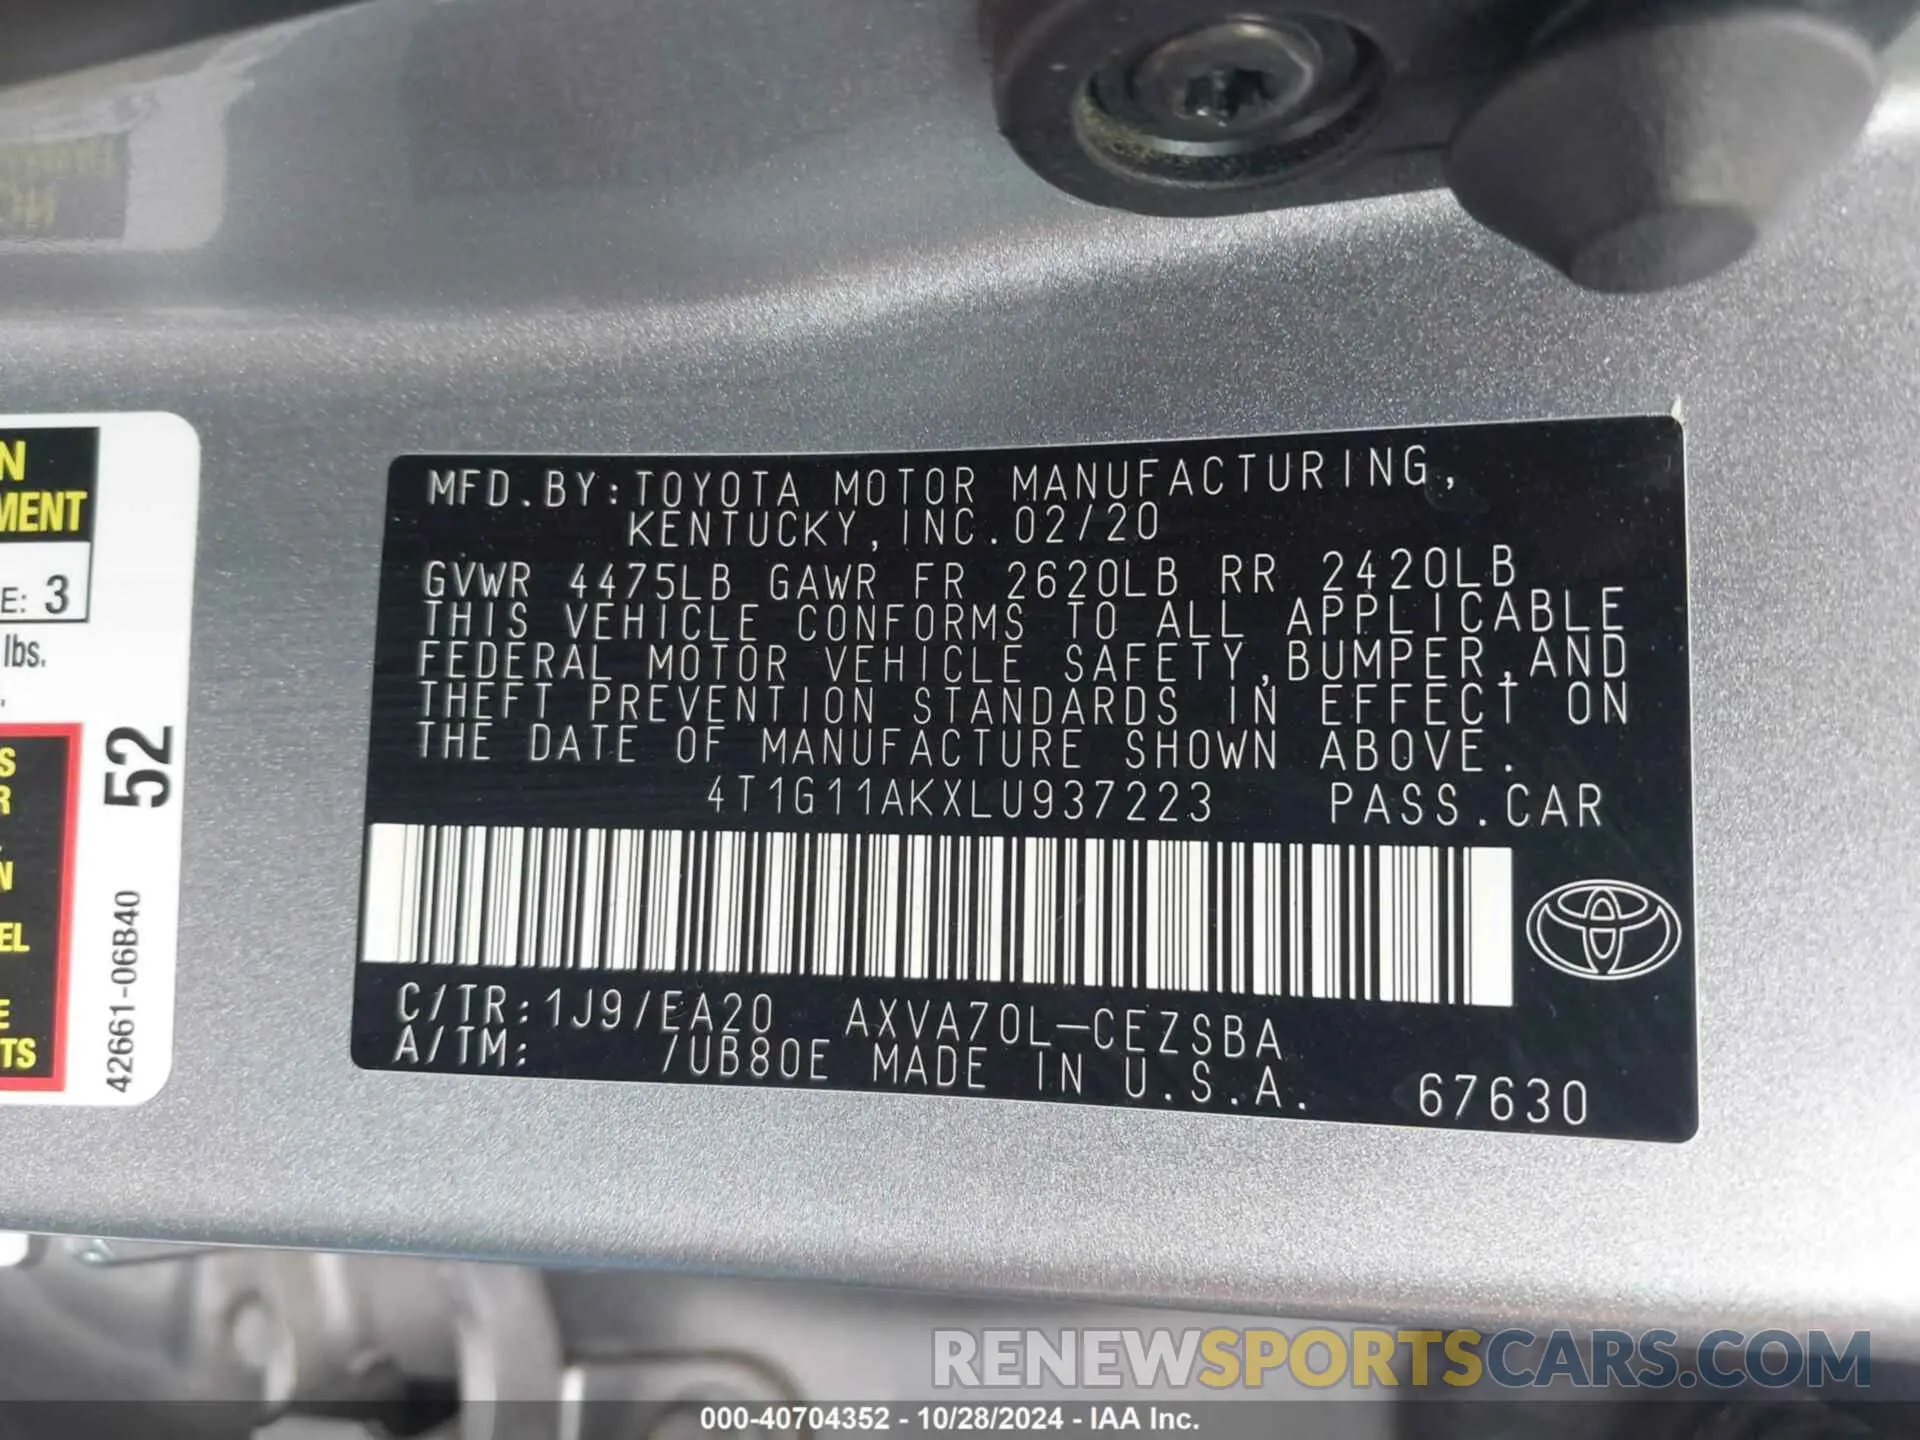 MFD.BY:TOYOTA MOTOR MANUFACTURING,
KENTUCKY,INC.02/20
GVWR 4475LB GAWR FR 2620LB RR 2420LB
THIS VEHICLE CONFORMS TO ALL APPLICABLE
FEDERAL MOTOR VEHICLE SAFETY,BUMPER,AND
THEFT PREVENTION STANDARDS IN EFFECT ON
THE DATE OF MANUFACTURE SHOWN ABOVE.
4T1G11AKXLU937223 PASS.CAR
C/TR:1J9/EA20 AXVA70L-CEZSBA
A/TM: /UB80E MADE IN U.S.A.
67630
N
MENT
E: 3
lbs.
52
S
R
N
EL
E
TS
42661-06B40
RENEWSPORTSCARS.COM
000-40704352 - 10/28/2024 - IAA Inc.